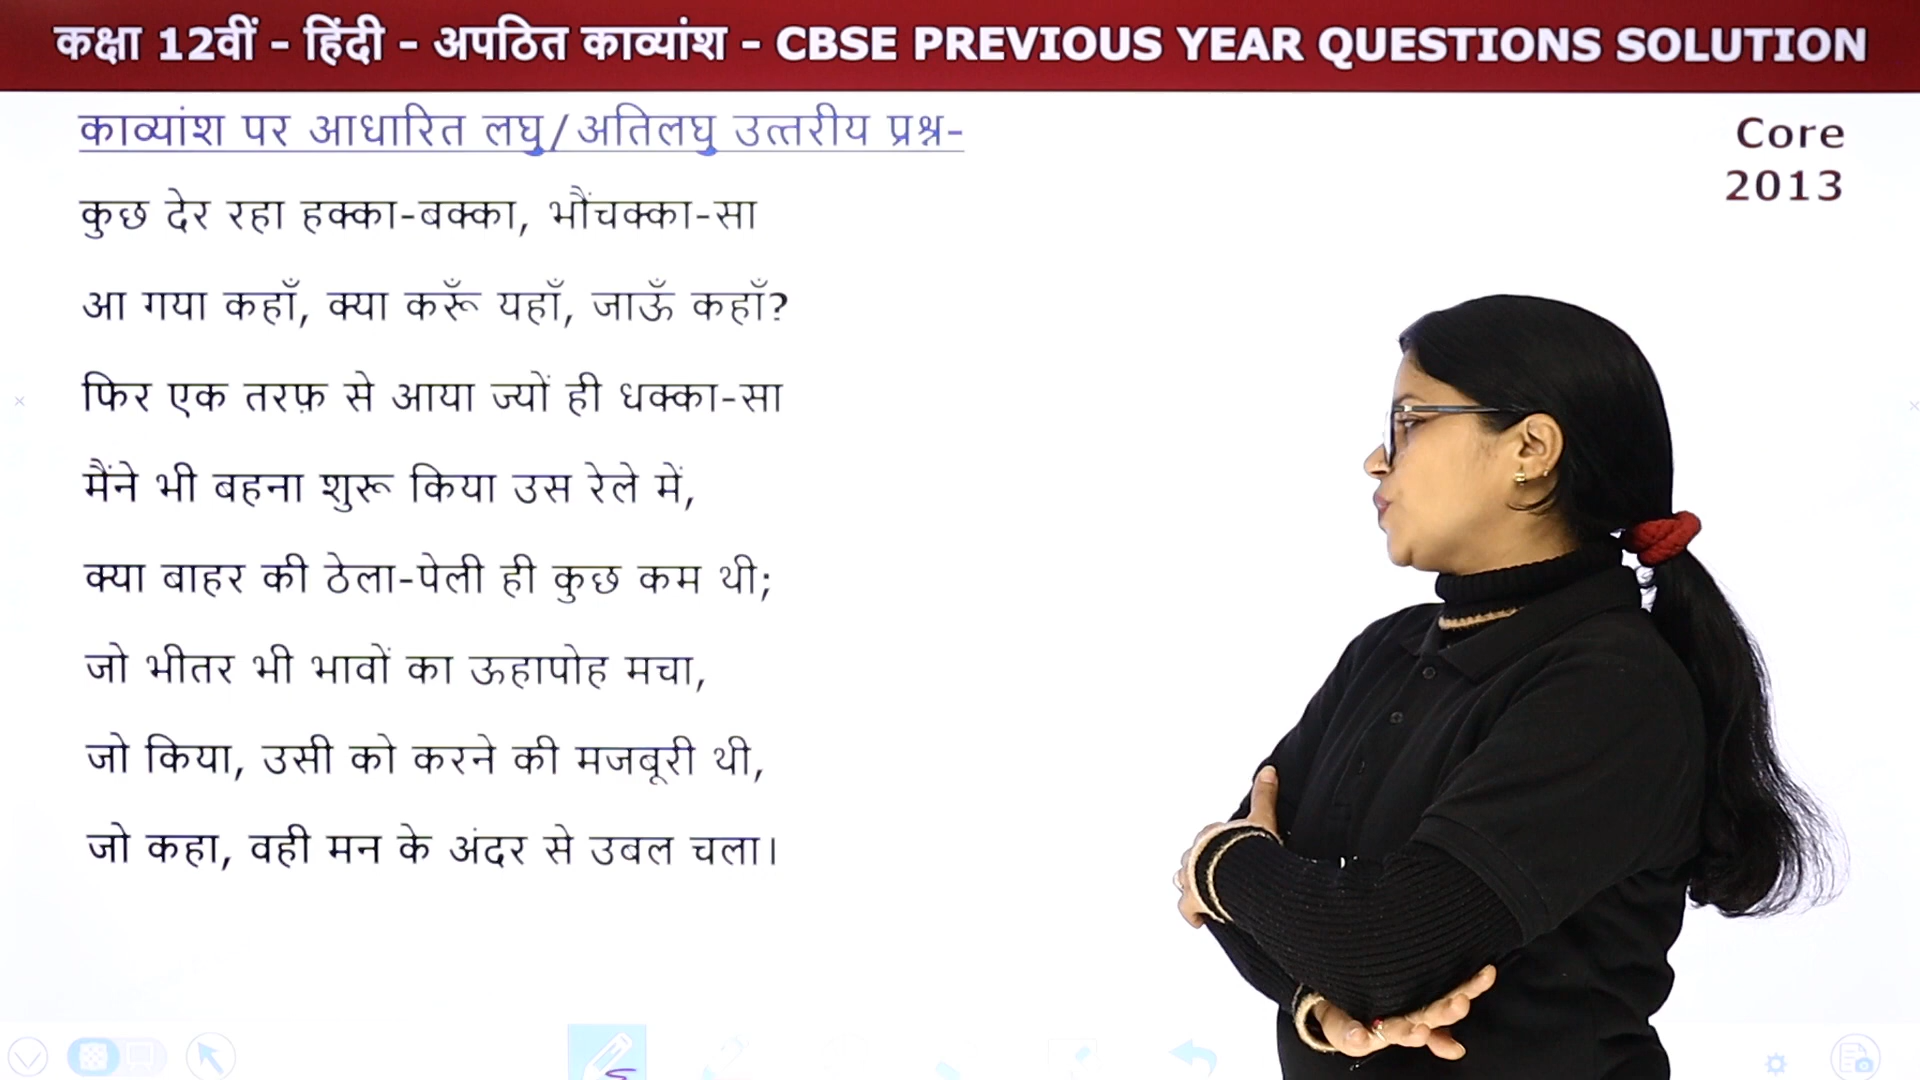 कक्षा 12वीं - हिंदी - अपठित काव्यांश - CBSE PREVIOUS YEAR QUESTIONS SOLUTION
काव्यांश पर आधारित लघु/अतिलघु उत्तरीय प्रश्न-
Core
2013
कुछ देर रहा हक्का-बक्का, भौंचक्का-सा
आ गया कहाँ, क्या करूँ यहाँ, जाऊँ कहाँ?
फिर एक तरफ़ से आया ज्यों ही धक्का-सा
मैंने भी बहना शुरू किया उस रेले में,
क्या बाहर की ठेला-पेली ही कुछ कम थी;
जो भीतर भी भावों का ऊहापोह मचा,
जो किया, उसी को करने की मजबूरी थी,
जो कहा, वही मन के अंदर से उबल चला।